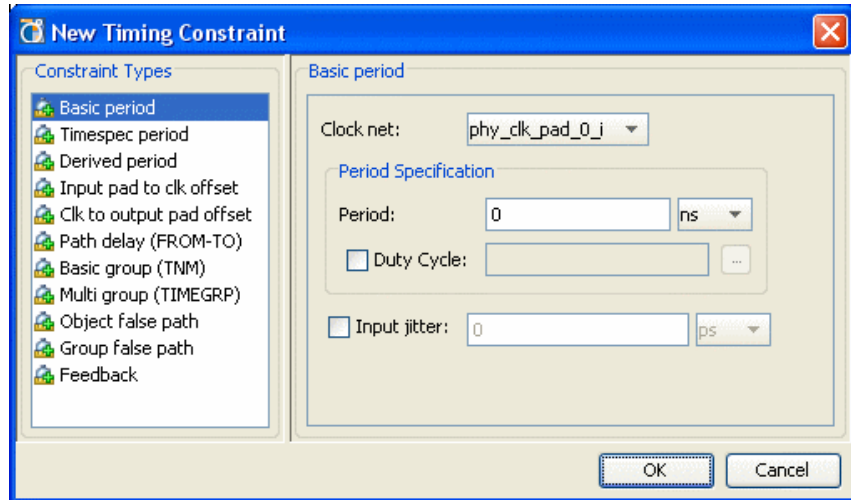 New Timing Constraint
Constraint Types
Basic period
Timespec period
Derived period
Input pad to clk offset
Clk to output pad offset
Path delay (FROM-TO)
Basic group (TNM)
Multi group (TIMEGRP)
Object false path
Group false path
Feedback
Basic period
Clock net: phy_clk_pad_0_i
Period Specification
Period: 0 ns
Duty Cycle: ...
Input jitter: 0 ps
OK Cancel